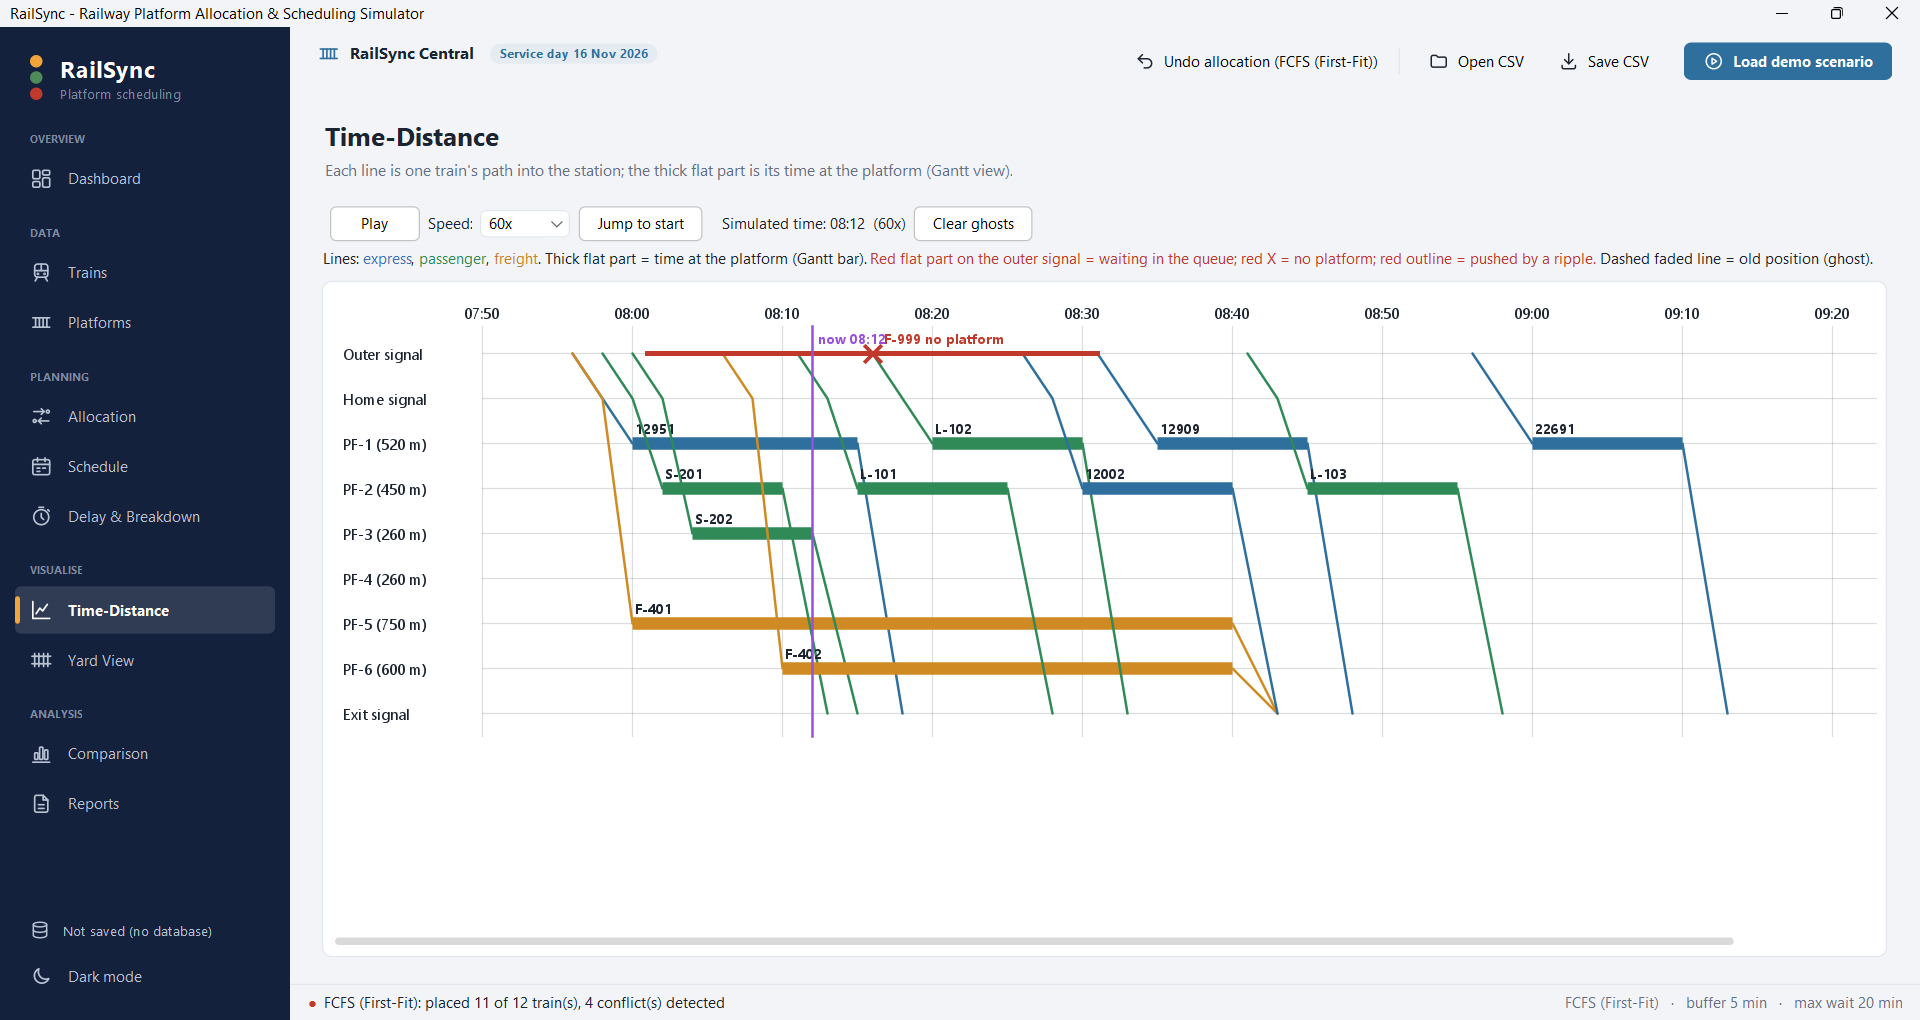 RailSync - Railway Platform Allocation & Scheduling Simulator
RailSync
Platform scheduling
OVERVIEW
Dashboard
DATA
Trains
Platforms
PLANNING
Allocation
Schedule
Delay & Breakdown
VISUALISE
Time-Distance
Yard View
ANALYSIS
Comparison
Reports
Not saved (no database)
Dark mode
RailSync Central
Service day 16 Nov 2026
Undo allocation (FCFS (First-Fit))
Open CSV
Save CSV
Load demo scenario
Time-Distance
Each line is one train's path into the station; the thick flat part is its time at the platform (Gantt view).
Play
Speed:
60x
Jump to start
Simulated time: 08:12 (60x)
Clear ghosts
Lines: express, passenger, freight. Thick flat part = time at the platform (Gantt bar). Red flat part on the outer signal = waiting in the queue; red X = no platform; red outline = pushed by a ripple. Dashed faded line = old position (ghost).
07:50 08:00 08:10 08:20 08:30 08:40 08:50 09:00 09:10 09:20
now 08:12 F-999 no platform
Outer signal
Home signal
12951 L-102 12909 22691
PF-1 (520 m)
S-201 L-101 12002 L-103
PF-2 (450 m)
S-202
PF-3 (260 m)
PF-4 (260 m)
F-401
PF-5 (750 m)
F-402
PF-6 (600 m)
Exit signal
FCFS (First-Fit): placed 11 of 12 train(s), 4 conflict(s) detected
FCFS (First-Fit) · buffer 5 min · max wait 20 min